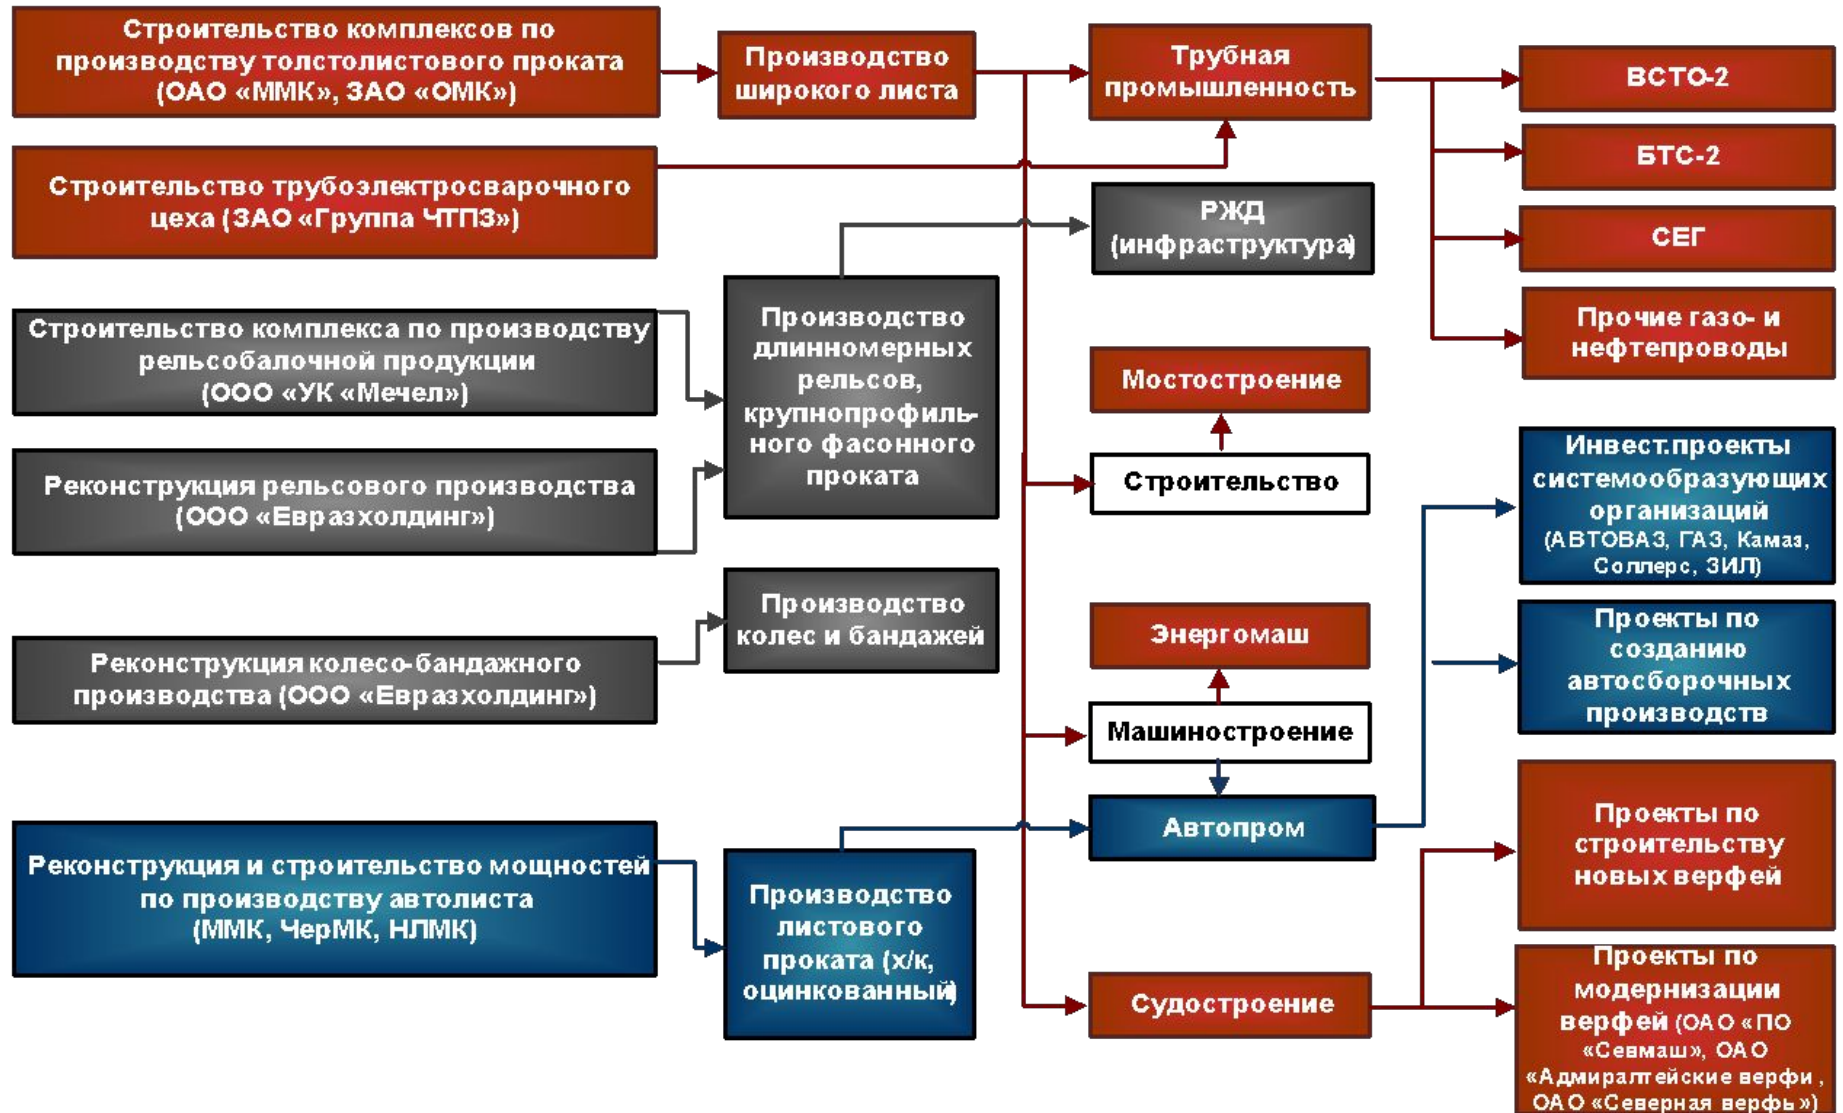 Строительство комплексов по
производству толстолистового проката
(ОАО «ММК», ЗАО «ОМК»)
Производство
широкого листа
Трубная
промышленность
ВСТО-2
БТС-2
СЕГ
Прочие газо- и
нефтепроводы
Строительство трубоэлектросварочного
цеха (ЗАО «Группа ЧТПЗ»)
РЖД
(инфраструктура)
Строительство комплекса по производству
рельсобалочной продукции
(ООО «УК «Мечел»)
Реконструкция рельсового производства
(ООО «Евразхолдинг»)
Производство
длинномерных
рельсов,
крупнопрофиль-
ного фасонного
проката
Мостостроение
Строительство
Инвест.проекты
системообразующих
организаций
(АВТОВАЗ, ГАЗ, Камаз,
Соллерс, ЗИЛ)
Реконструкция колесо-бандажного
производства (ООО «Евразхолдинг»)
Производство
колес и бандажей
Энергомаш
Машиностроение
Автопром
Проекты по
созданию
автосборочных
производств
Реконструкция и строительство мощностей
по производству автолиста
(ММК, ЧерМК, НЛМК)
Производство
листового
проката (х/к,
оцинкованный)
Судостроение
Проекты по
строительству
новых верфей
Проекты по
модернизации
верфей (ОАО «ПО
«Севмаш», ОАО
«Адмиралтейские верфи ,
ОАО «Северная верфь»)